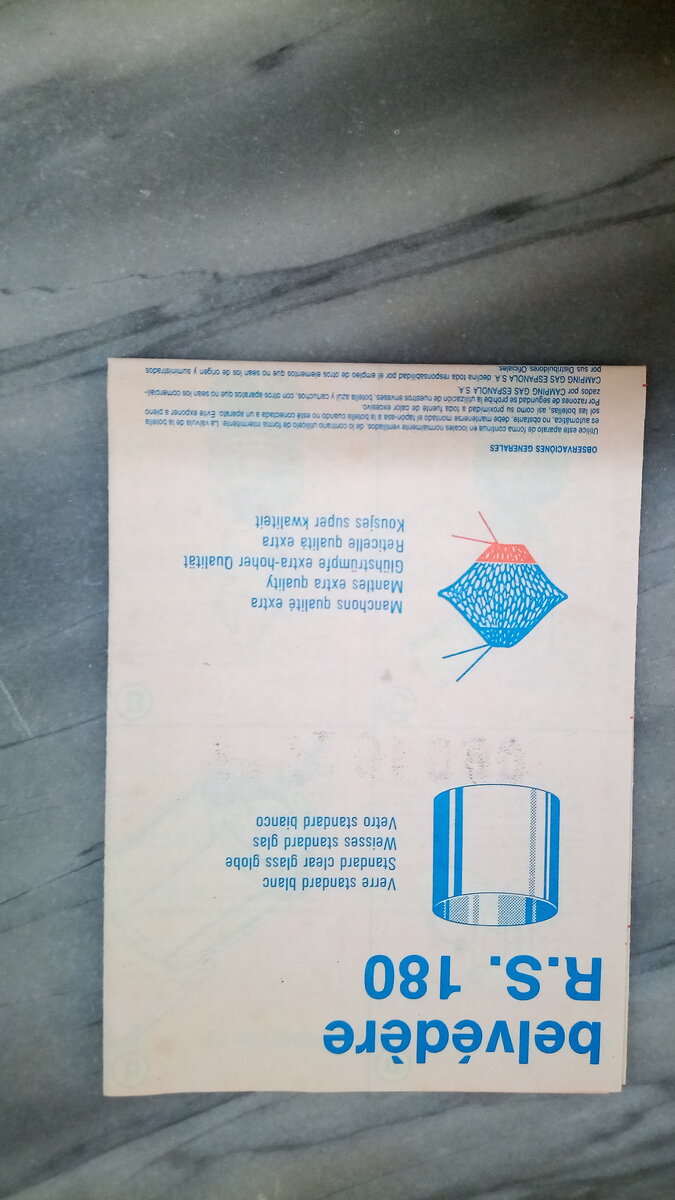 belvédère
R.S. 180
Verre standard blanc
Standard clear glass globe
Weisses standard glas
Vetro standard bianco
Manchons qualité extra
Mantles extra quality
Glühstrümpfe extra-hoher Qualität
Reticelle qualità extra
Kousjes super kwaliteit
OBSERVACIONES GENERALES
Utilice este aparato de forma continua en locales normalmente ventilados, de lo contrario utilícelo de forma intermitente. La válvula de la botella
es automática, no obstante, debe mantenerse montado el tapón-asa a la botella cuando no esté conectada a un aparato. Evite exponer a pleno
sol las botellas, así como su proximidad a toda fuente de calor excesivo.
Por razones de seguridad se prohíbe la utilización de nuestros envases, botella azul y cartuchos, con otros aparatos que no sean los comerciali-
zados por CAMPING GAS ESPAÑOLA S.A.
CAMPING GAS ESPAÑOLA S.A. declina toda responsabilidad por el empleo de otros elementos que no sean los de origen y suministrados
por sus Distribuidores Oficiales.